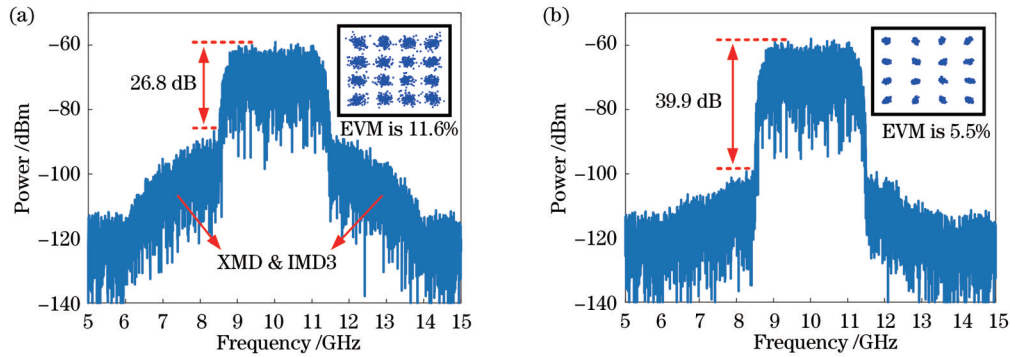 (a)
−60
−80
−100
−120
−140
Power /dBm
26.8 dB
EVM is 11.6%
XMD & IMD3
5 6 7 8 9 10 11 12 13 14 15
Frequency /GHz
(b)
−60
−80
−100
−120
−140
Power /dBm
39.9 dB
EVM is 5.5%
5 6 7 8 9 10 11 12 13 14 15
Frequency /GHz